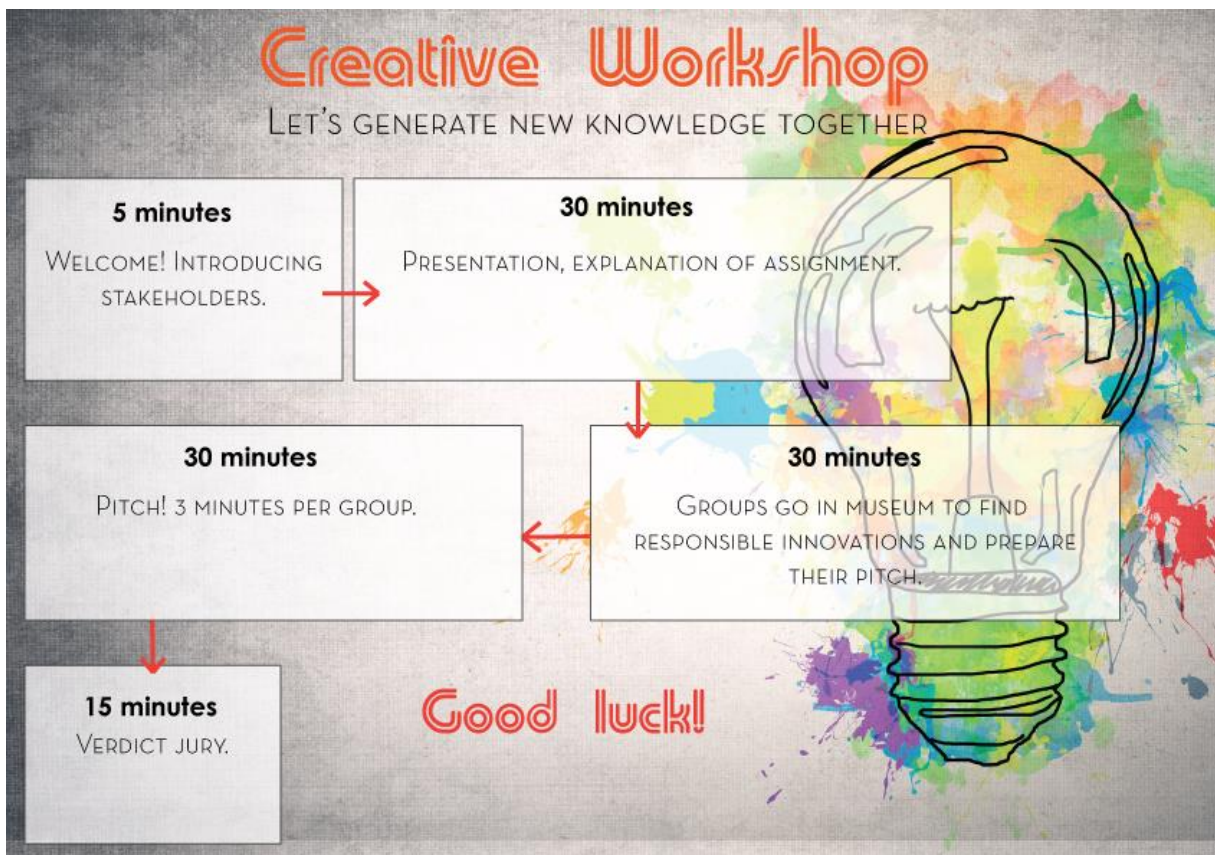 Creative Workshop
LET'S GENERATE NEW KNOWLEDGE TOGETHER
5 minutes
WELCOME! INTRODUCING
STAKEHOLDERS.
30 minutes
PRESENTATION, EXPLANATION OF ASSIGNMENT.
30 minutes
GROUPS GO IN MUSEUM TO FIND
RESPONSIBLE INNOVATIONS AND PREPARE
THEIR PITCH.
30 minutes
PITCH! 3 MINUTES PER GROUP.
15 minutes
VERDICT JURY.
Good luck!